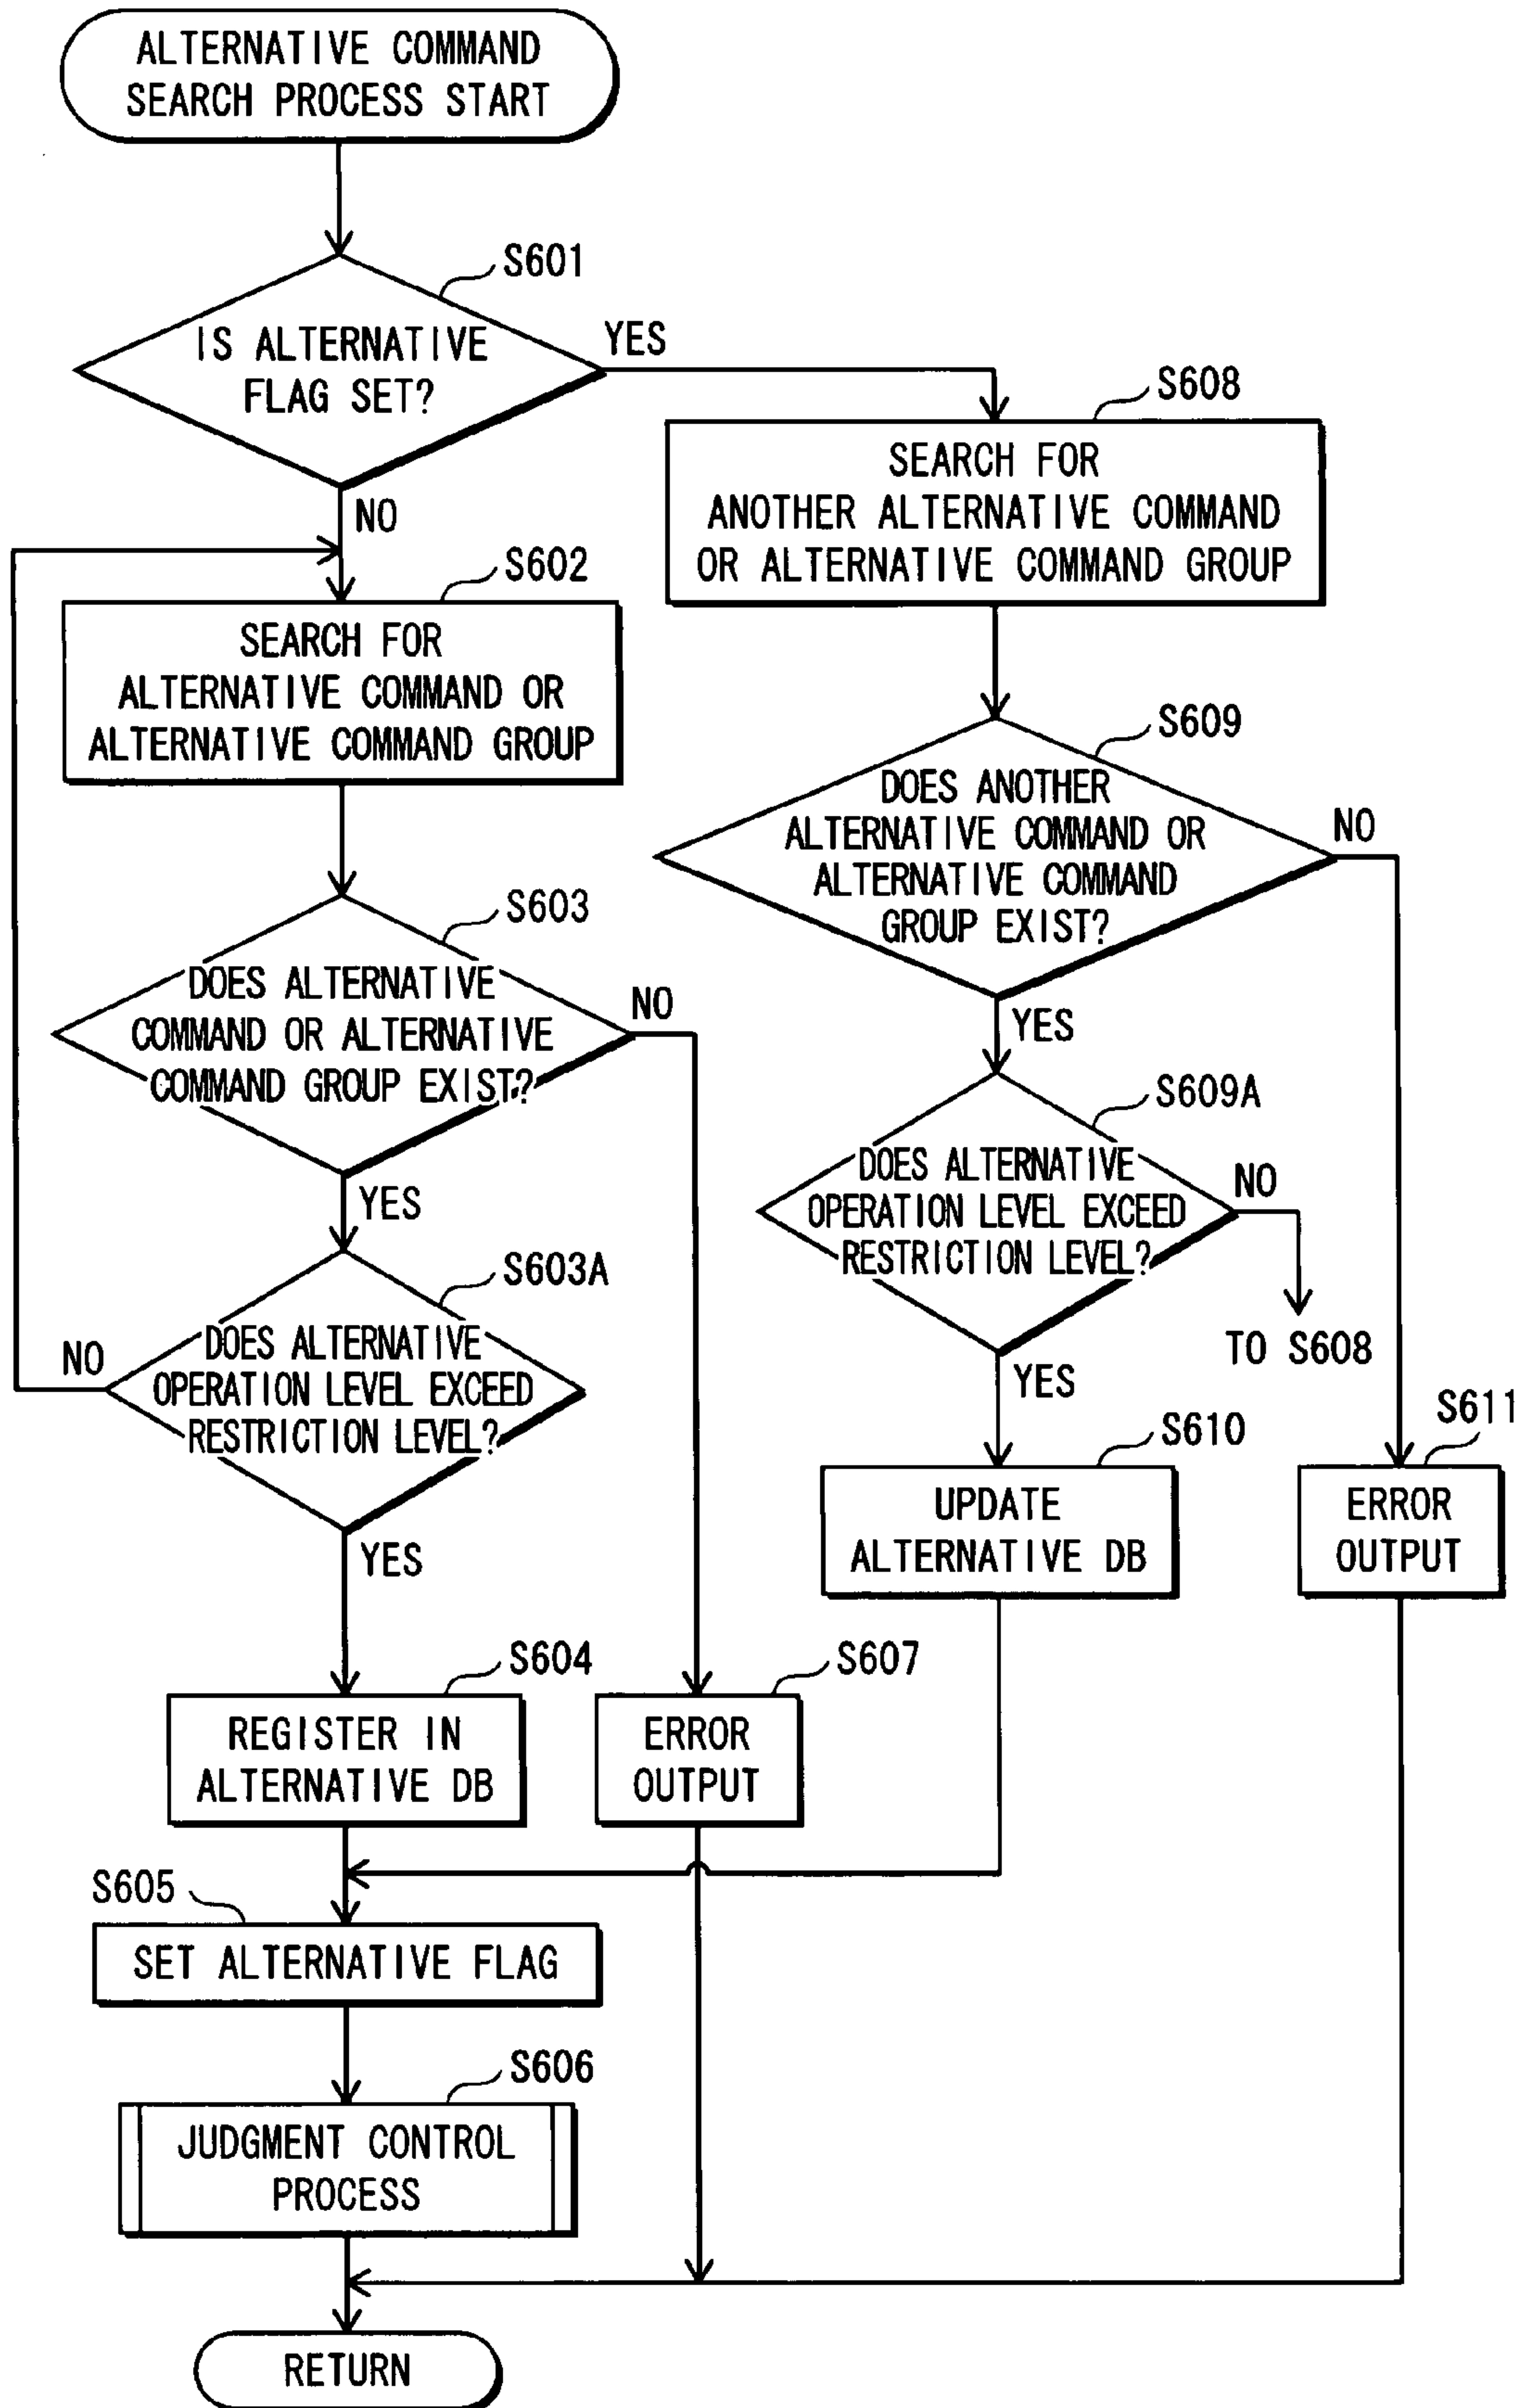 ALTERNATIVE COMMAND
SEARCH PROCESS START
S601
IS ALTERNATIVE
FLAG SET?
YES
NO
S602
SEARCH FOR
ALTERNATIVE COMMAND OR
ALTERNATIVE COMMAND GROUP
S603
DOES ALTERNATIVE
COMMAND OR ALTERNATIVE
COMMAND GROUP EXIST?
NO
YES
S603A
DOES ALTERNATIVE
OPERATION LEVEL EXCEED
RESTRICTION LEVEL?
NO
YES
S604
REGISTER IN
ALTERNATIVE DB
S607
ERROR
OUTPUT
S605
SET ALTERNATIVE FLAG
S606
JUDGMENT CONTROL
PROCESS
RETURN
S608
SEARCH FOR
ANOTHER ALTERNATIVE COMMAND
OR ALTERNATIVE COMMAND GROUP
S609
DOES ANOTHER
ALTERNATIVE COMMAND OR
ALTERNATIVE COMMAND
GROUP EXIST?
NO
YES
S609A
DOES ALTERNATIVE
OPERATION LEVEL EXCEED
RESTRICTION LEVEL?
NO
TO S608
YES
S610
UPDATE
ALTERNATIVE DB
S611
ERROR
OUTPUT